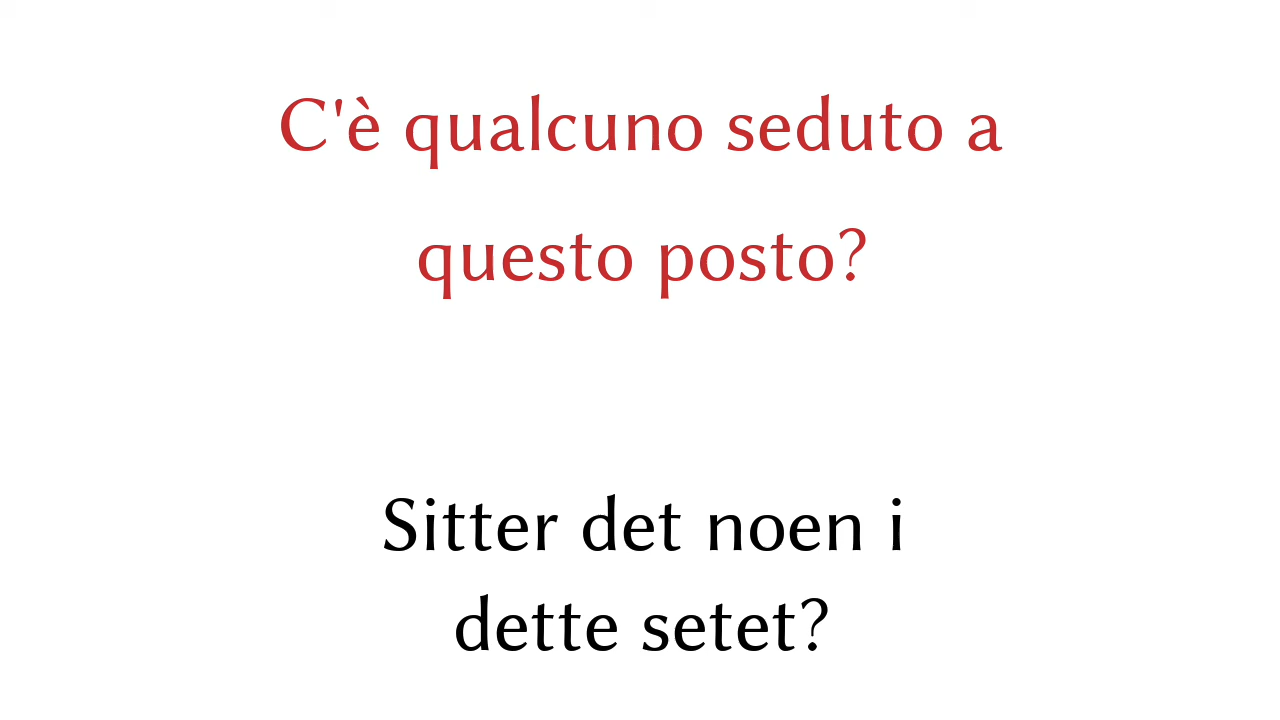 C'è qualcuno seduto a
questo posto?
Sitter det noen i
dette setet?